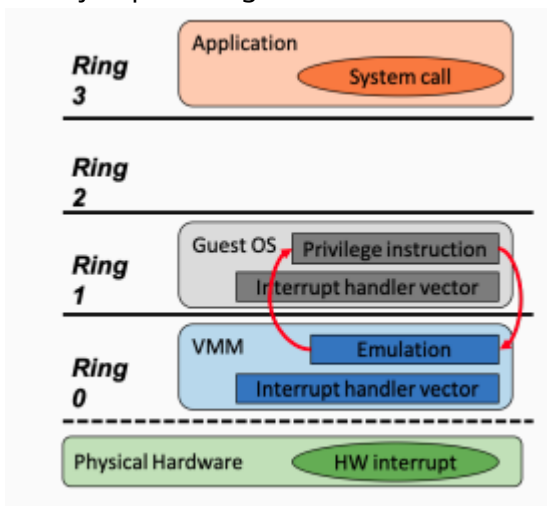 Application
System call
Ring
3
Ring
2
Guest OS
Privilege instruction
Interrupt handler vector
Ring
1
VMM
Emulation
Interrupt handler vector
Ring
0
Physical Hardware
HW interrupt